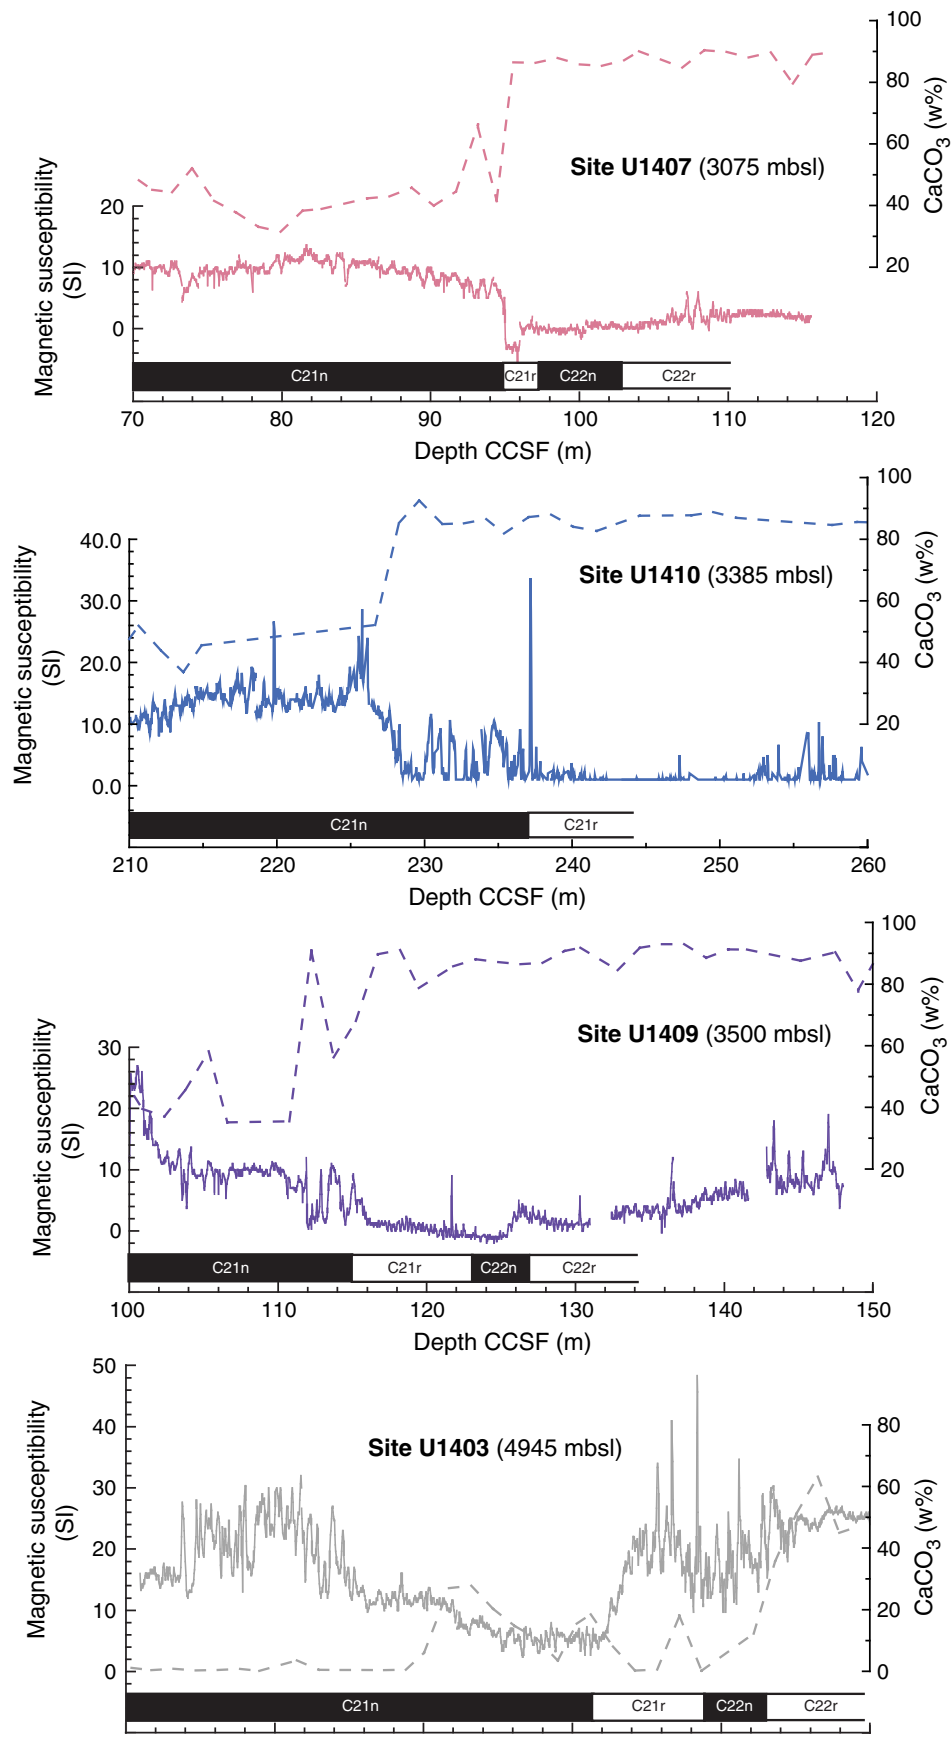 100
80
60
40
20
CaCO3 (w%)
Site U1407 (3075 mbsl)
Magnetic susceptibility
(SI)
20
10
0
C21n
C21r
C22n
C22r
70
80
90
100
110
120
Depth CCSF (m)
100
80
60
40
20
CaCO3 (w%)
Site U1410 (3385 mbsl)
Magnetic susceptibility
(SI)
40.0
30.0
20.0
10.0
0.0
C21n
C21r
210
220
230
240
250
260
Depth CCSF (m)
100
80
60
40
20
CaCO3 (w%)
Site U1409 (3500 mbsl)
Magnetic susceptibility
(SI)
30
20
10
0
C21n
C21r
C22n
C22r
100
110
120
130
140
150
Depth CCSF (m)
50
40
30
20
10
0
Magnetic susceptibility
(SI)
Site U1403 (4945 mbsl)
80
60
40
20
0
CaCO3 (w%)
C21n
C21r
C22n
C22r